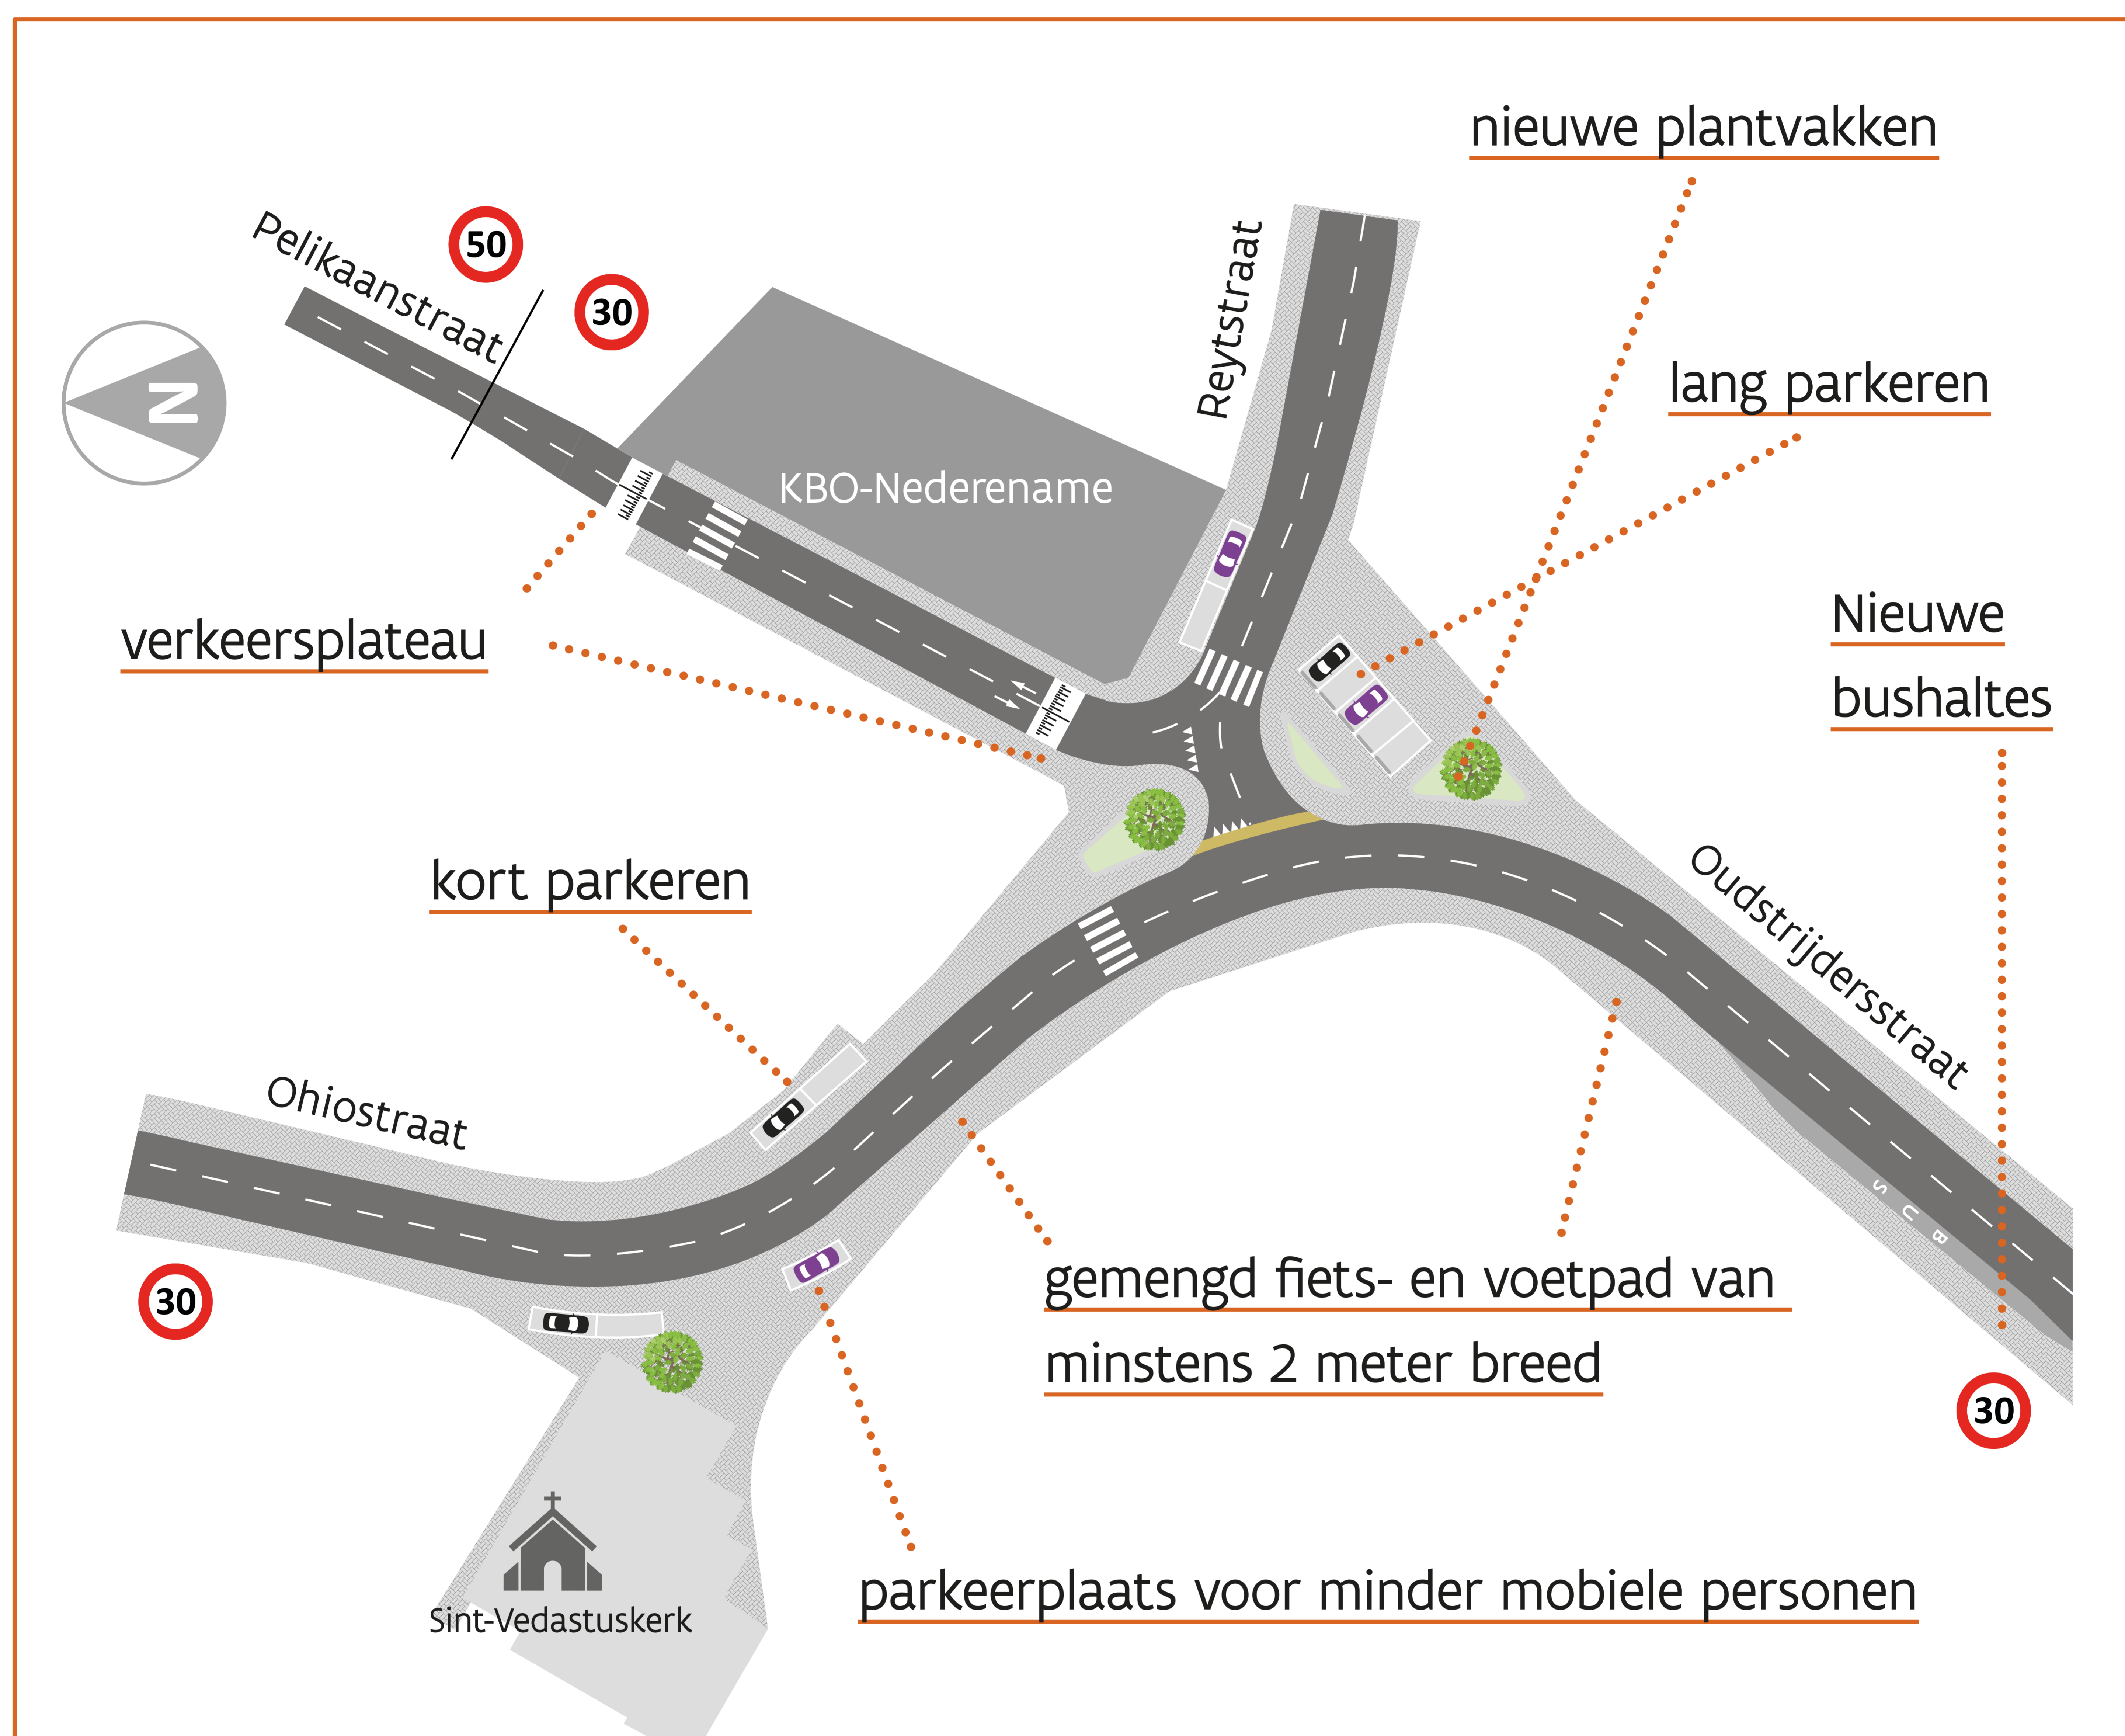 nieuwe plantvakken
Pelikaanstraat
50
30
Reytstraat
lang parkeren
N
KBO-Nederename
Nieuwe
bushaltes
verkeersplateau
kort parkeren
Oudstrijdersstraat
Ohiostraat
BUS
gemengd fiets- en voetpad van
minstens 2 meter breed
30
30
parkeerplaats voor minder mobiele personen
Sint-Vedastuskerk